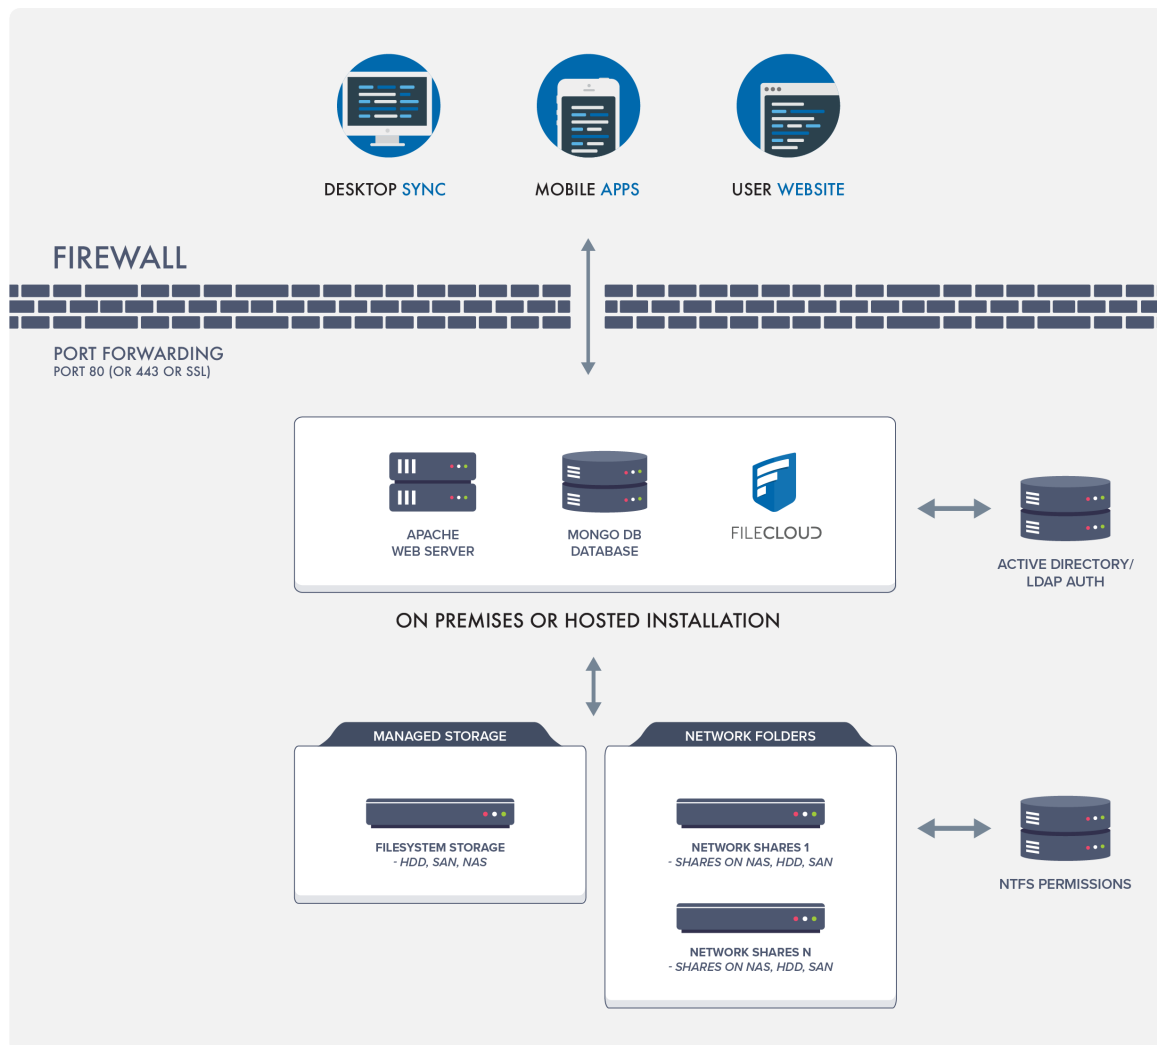 DESKTOP SYNC
MOBILE APPS
USER WEBSITE
FIREWALL
PORT FORWARDING
PORT 80 (OR 443 OR SSL)
APACHE
WEB SERVER
MONGO DB
DATABASE
FILECLOUD
ACTIVE DIRECTORY/
LDAP AUTH
ON PREMISES OR HOSTED INSTALLATION
MANAGED STORAGE
FILESYSTEM STORAGE
- HDD, SAN, NAS
NETWORK FOLDERS
NETWORK SHARES 1
- SHARES ON NAS, HDD, SAN
NETWORK SHARES N
- SHARES ON NAS, HDD, SAN
NTFS PERMISSIONS